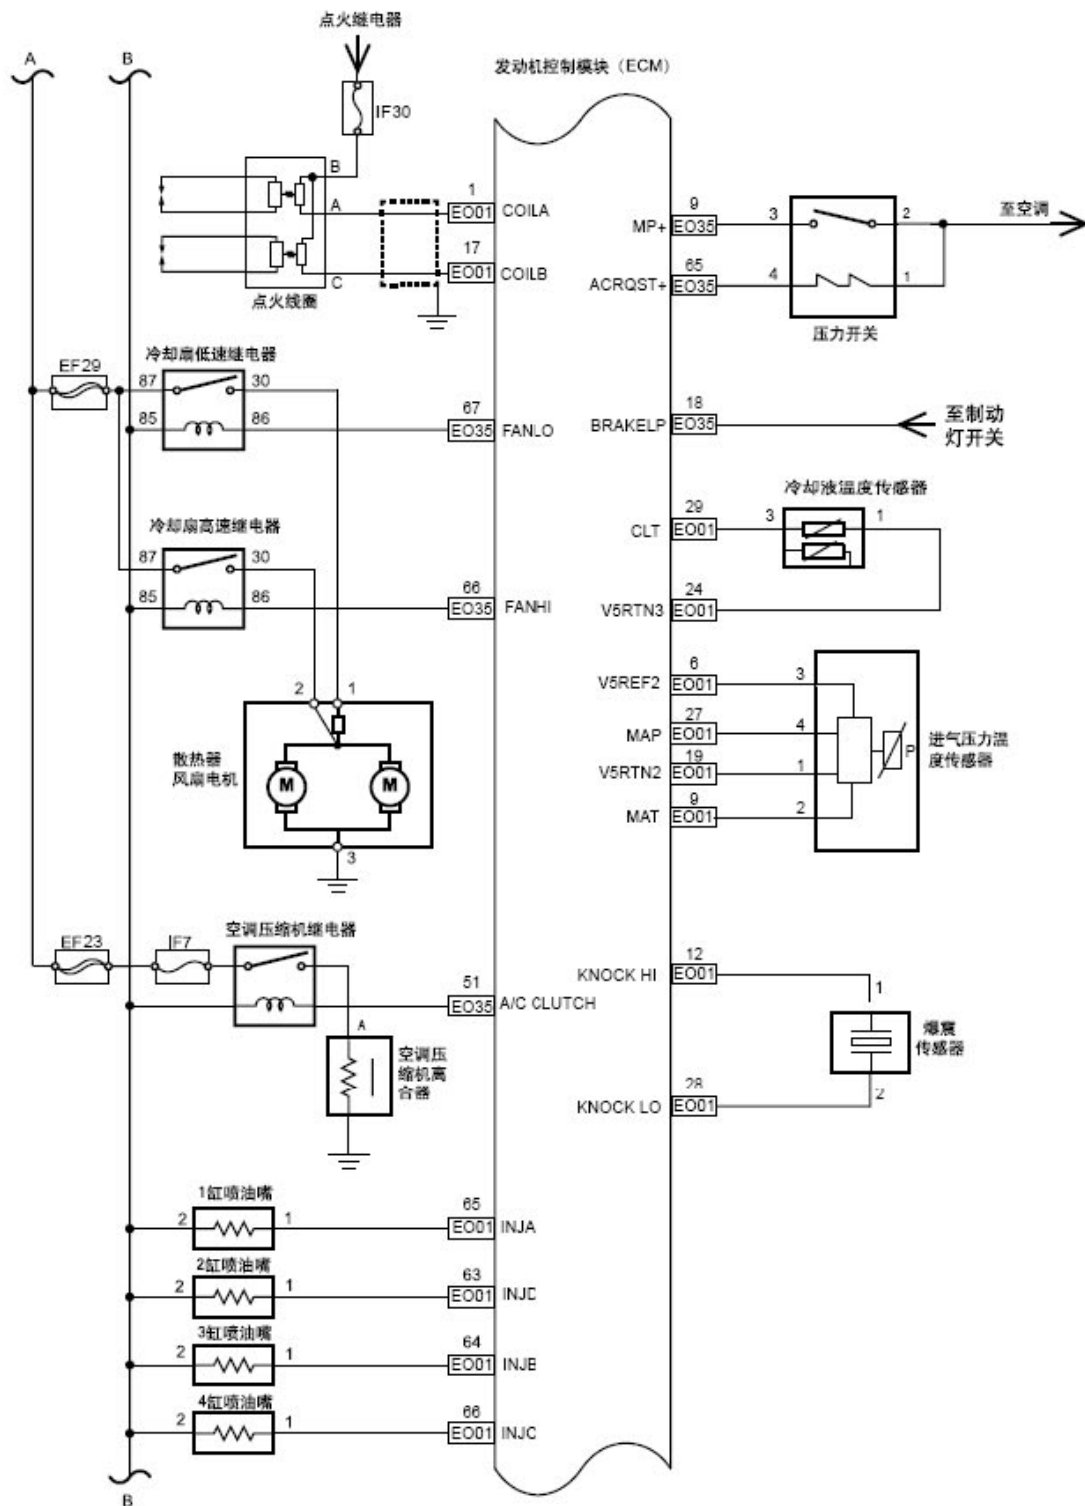 点火继电器
A
B
发动机控制模块（ECM）
IF30
B
A
C
点火线圈
1
EO01
COILA
17
EO01
COILB
9
MP+
EO35
3
2
至空调
65
ACRQST+
EO35
4
1
压力开关
EF29
冷却扇低速继电器
87
30
85
86
67
EO35
FANLO
18
BRAKELP
EO35
至制动
灯开关
冷却液温度传感器
29
CLT
EO01
3
1
24
V5RTN3
EO01
冷却扇高速继电器
87
30
85
86
66
EO35
FANHI
2
1
散热器
风扇电机
M
M
3
6
V5REF2
EO01
3
27
MAP
EO01
4
19
V5RTN2
EO01
1
9
MAT
EO01
2
P
进气压力温
度传感器
EF23
IF7
空调压缩机继电器
51
EO35
A/C CLUTCH
A
空调压
缩机离
合器
12
KNOCK HI
EO01
1
爆震
传感器
28
KNOCK LO
EO01
2
1缸喷油嘴
2
1
65
EO01
INJA
2缸喷油嘴
2
1
63
EO01
INJD
3缸喷油嘴
2
1
64
EO01
INJB
4缸喷油嘴
2
1
66
EO01
INJC
B